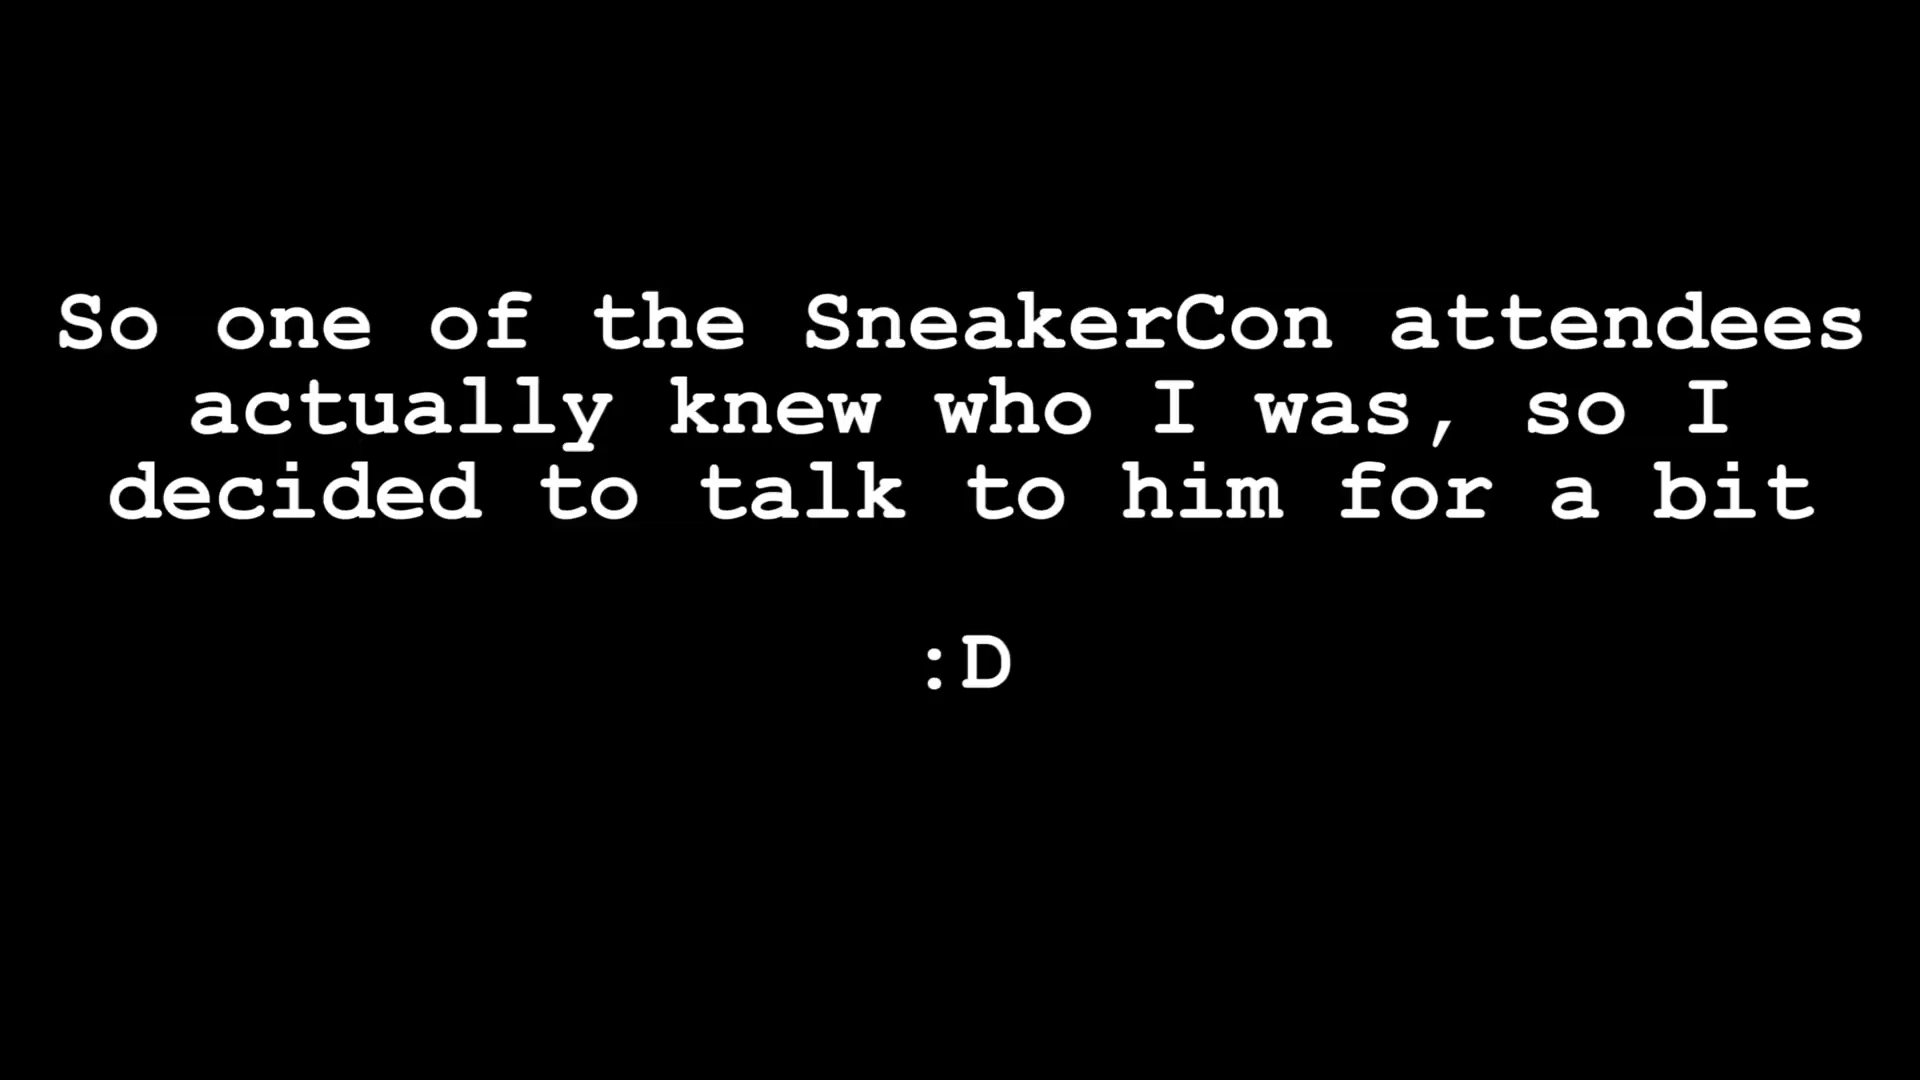 So one of the SneakerCon attendees
actually knew who I was, so I
decided to talk to him for a bit
:D